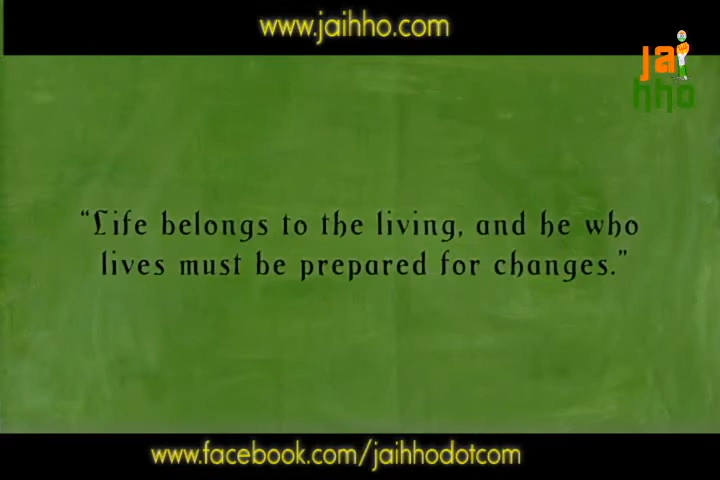 www.jaihho.com
jai
hho
“Life belongs to the living, and he who
lives must be prepared for changes.”
www.facebook.com/jaihhodotcom